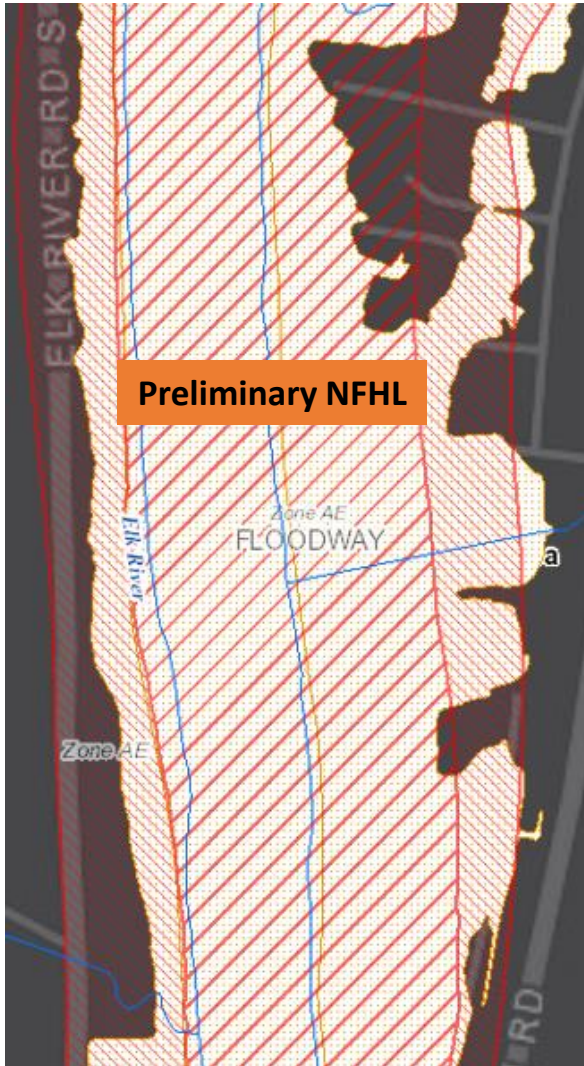 ELK RIVER RD S
Preliminary NFHL
Zone AE
FLOODWAY
Elk River
a
Zone AE
RD